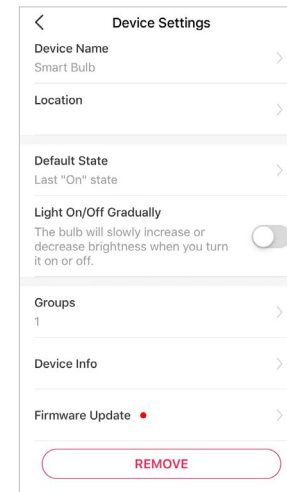 Device Settings
Device Name
Smart Bulb
Location
Default State
Last "On" state
Light On/Off Gradually
The bulb will slowly increase or
decrease brightness when you turn
it on or off.
Groups
1
Device Info
Firmware Update
REMOVE